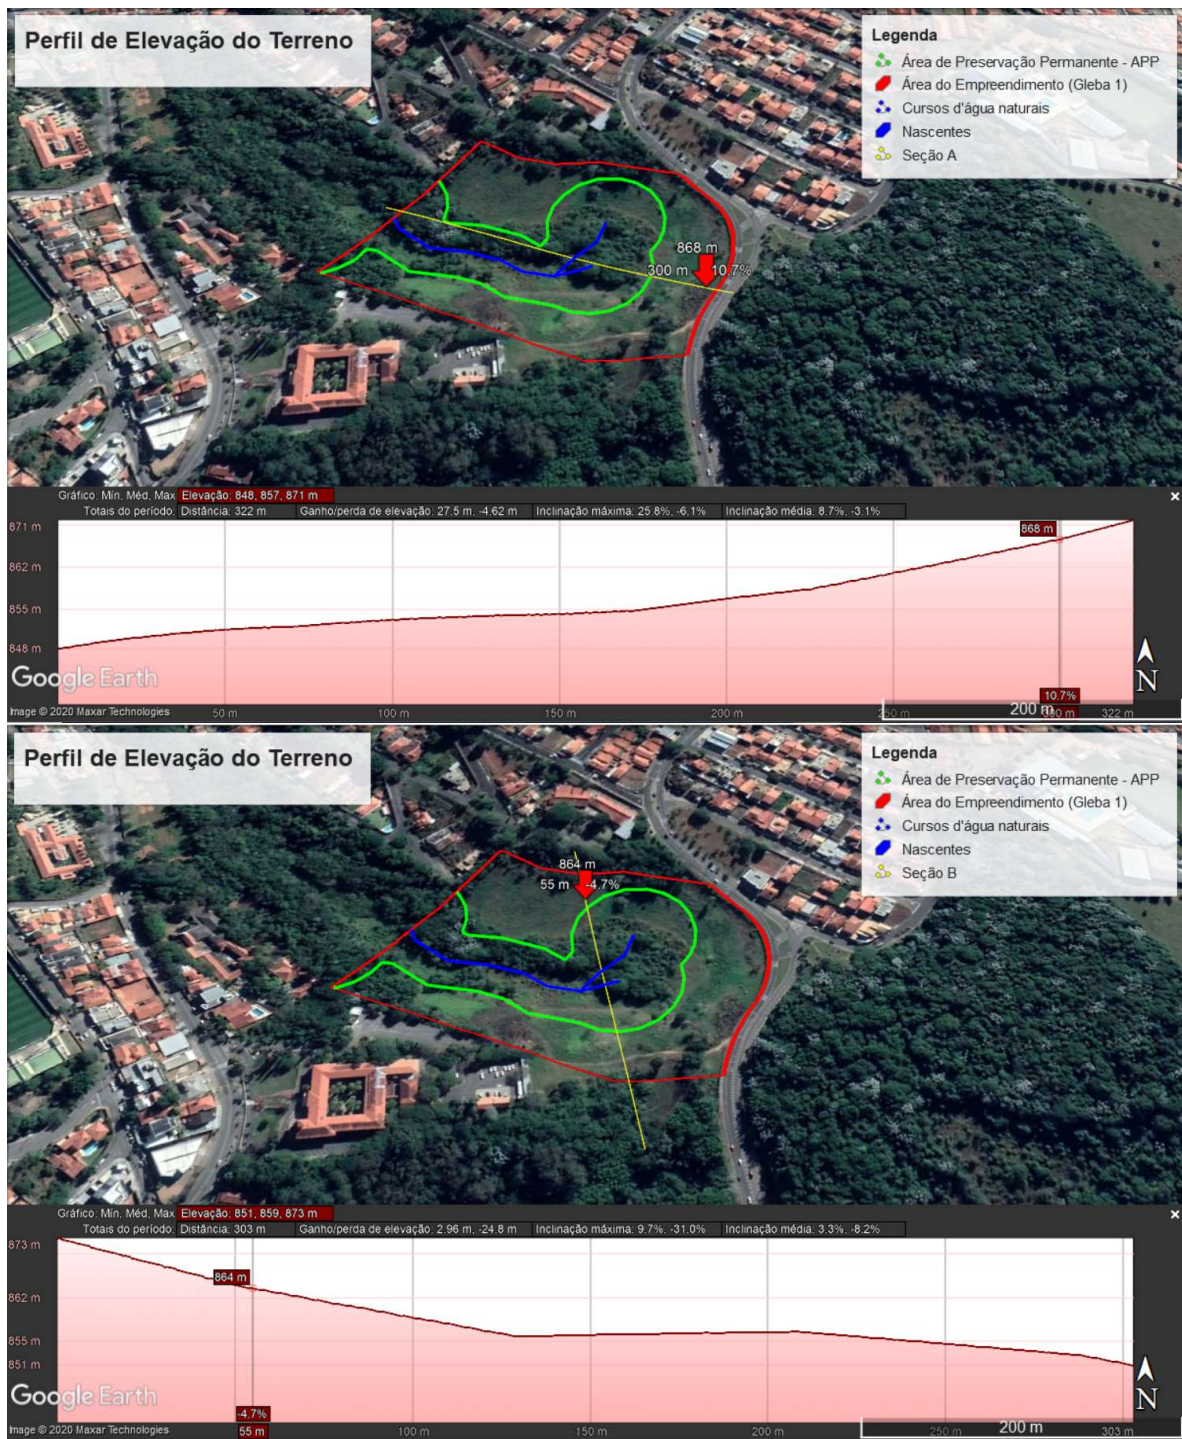 Perfil de Elevação do Terreno
Legenda
Área de Preservação Permanente - APP
Área do Empreendimento (Gleba 1)
Cursos d'água naturais
Nascentes
Seção A
868 m
300 m 10.7%
Gráfico: Mín, Méd, Max Elevação: 848, 857, 871 m
Totais do período: Distância: 322 m Ganho/perda de elevação: 27.5 m, -4.62 m Inclinação máxima: 25.8%, -6.1% Inclinação média: 8.7%, -3.1%
871 m
868 m
862 m
855 m
848 m
Google Earth
N
10.7%
Image © 2020 Maxar Technologies
50 m 100 m 150 m 200 m 250 m 300 m 322 m
200 m
Perfil de Elevação do Terreno
Legenda
Área de Preservação Permanente - APP
Área do Empreendimento (Gleba 1)
Cursos d'água naturais
Nascentes
Seção B
864 m
55 m -4.7%
Gráfico: Mín, Méd, Max Elevação: 851, 859, 873 m
Totais do período: Distância: 303 m Ganho/perda de elevação: 2.96 m, -24.8 m Inclinação máxima: 9.7%, -31.0% Inclinação média: 3.3%, -8.2%
873 m
864 m
862 m
855 m
851 m
Google Earth
N
-4.7%
Image © 2020 Maxar Technologies
55 m 100 m 150 m 200 m 250 m 303 m
200 m